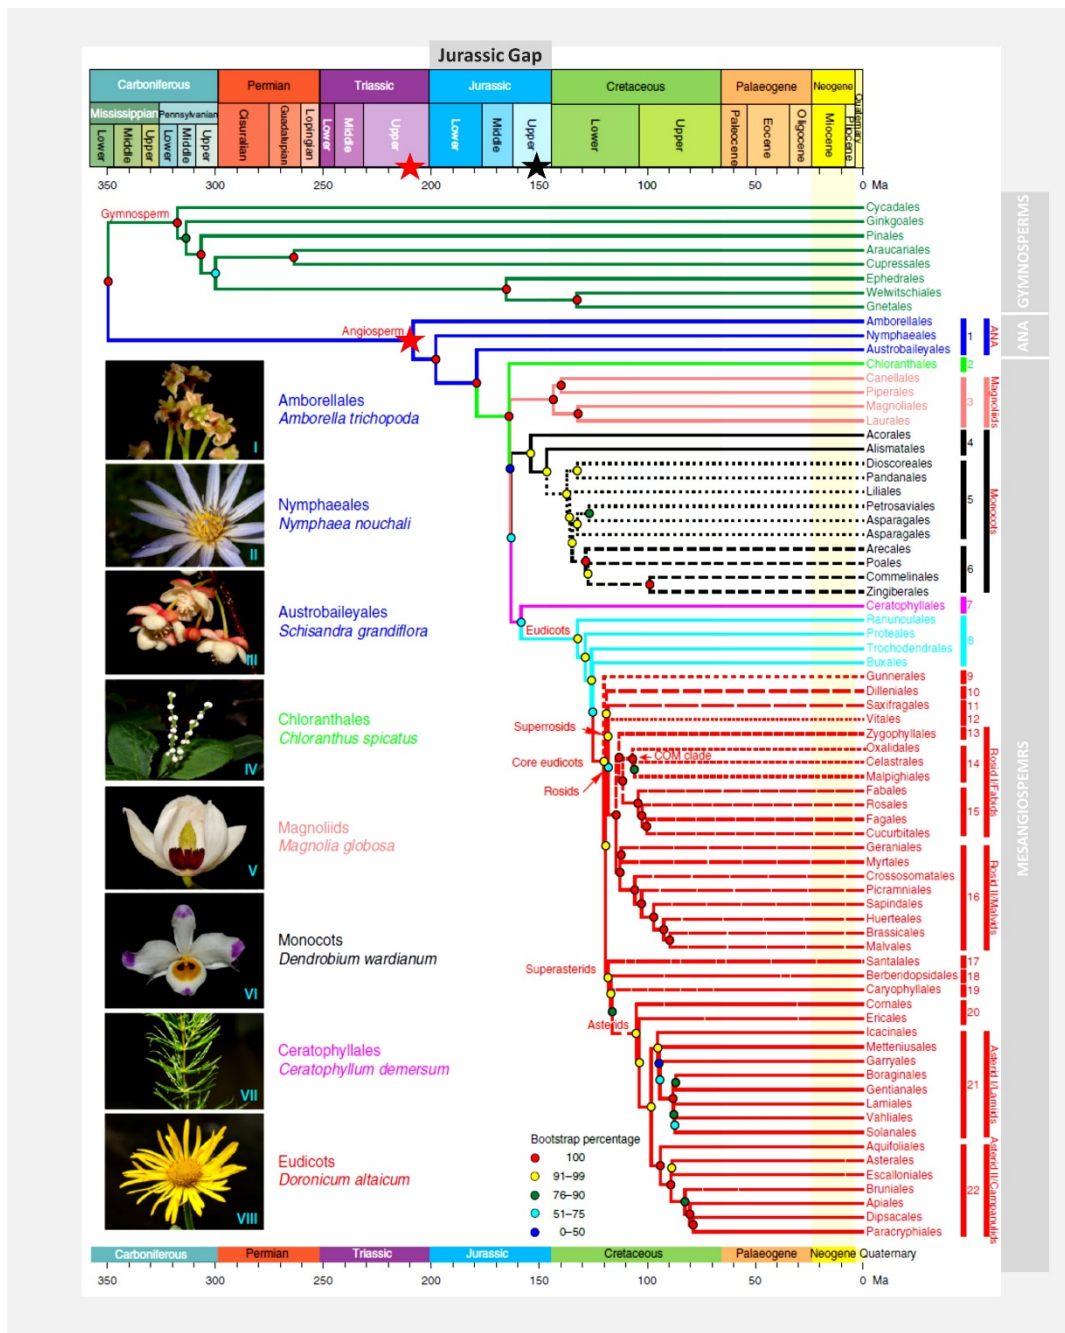 Jurassic Gap
Carboniferous Permian Triassic Jurassic Cretaceous Palaeogene Neogene Quaternary
Mississippian Pennsylvanian
Lower Middle Upper Lower Middle Upper Cisuralian Guadalupian Lopingian Lower Middle Upper Lower Middle Upper Lower Upper Paleocene Eocene Oligocene Miocene Pliocene
350 300 250 200 150 100 50 0 Ma
Gymnosperm
Cycadales
Ginkgoales
Pinales
Araucariales
Cupressales
Ephedrales
Welwitschiales
Gnetales
GYMNOSPERMS
Angiosperm
Amborellales
Nymphaeales 1
Austrobaileyales
ANA
ANA
Chloranthales 2
Canellales
Piperales
Magnoliales
Laurales
3
Magnoliids
Acorales
Alismatales
4
Dioscoreales
Pandanales
Liliales
Petrosaviales
Asparagales
Asparagales
5
Monocots
Arecales
Poales
Commelinales
Zingiberales
6
Ceratophyllales 7
Eudicots
Ranunculales
Proteales
Trochodendrales
Buxales
8
Gunnerales 9
Dilleniales 10
Saxifragales 11
Vitales 12
Superrosids
Zygophyllales 13
Oxalidales
COM clade
Celastrales 14
Malpighiales
Core eudicots
Rosids
Rosid I/Fabids
Fabales
Rosales
Fagales
Cucurbitales
15
Geraniales
Myrtales
Crossosomatales
Picramniales
Sapindales
Huerteales
Brassicales
Malvales
16
Rosid II/Malvids
MESANGIOSPEMRS
Superasterids
Santalales 17
Berberidopsidales 18
Caryophyllales 19
Asterids
Cornales
Ericales
20
Icacinales
Metteniusales
Garryales
Boraginales
Gentianales
Lamiales
Vahliales
Solanales
21
Asterid I/Lamiids
Aquifoliales
Asterales
Escalloniales
Bruniales
Apiales
Dipsacales
Paracryphiales
22
Asterid II/Campanulids
I
Amborellales
Amborella trichopoda
II
Nymphaeales
Nymphaea nouchali
III
Austrobaileyales
Schisandra grandiflora
IV
Chloranthales
Chloranthus spicatus
V
Magnoliids
Magnolia globosa
VI
Monocots
Dendrobium wardianum
VII
Ceratophyllales
Ceratophyllum demersum
VIII
Eudicots
Doronicum altaicum
Bootstrap percentage
100
91–99
76–90
51–75
0–50
Carboniferous Permian Triassic Jurassic Cretaceous Palaeogene Neogene Quaternary
350 300 250 200 150 100 50 0 Ma